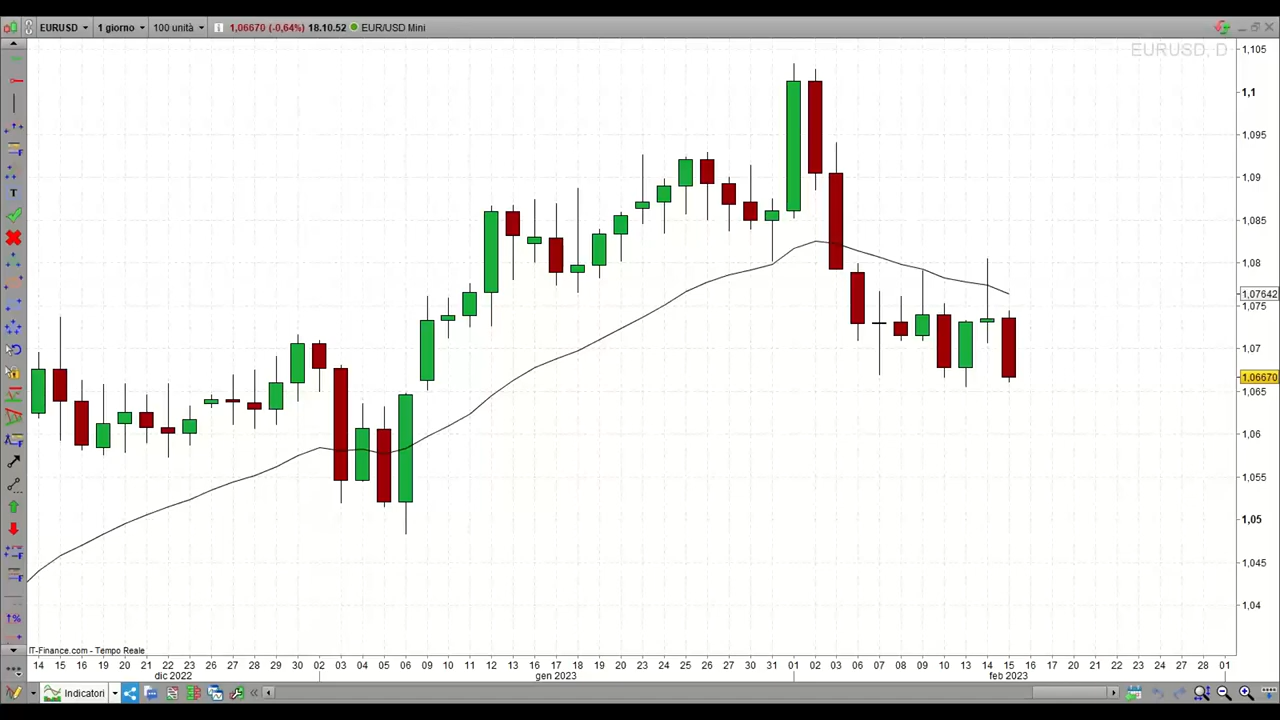 EURUSD 1 giorno 100 unità 1,06670 (-0,64%) 18.10.52 EUR/USD Mini
EURUSD, D
1,105
1,1
1,095
1,09
1,085
1,08
1,07642
1,075
1,07
1,06670
1,065
1,06
1,055
1,05
1,045
1,04
IT-Finance.com - Tempo Reale
14 15 16 19 20 21 22 23 26 27 28 29 30 02 03 04 05 06 09 10 11 12 13 16 17 18 19 20 23 24 25 26 27 30 31 01 02 03 06 07 08 09 10 13 14 15 16 17 20 21 22 23 24 27 28 01
dic 2022 gen 2023 feb 2023
Indicatori